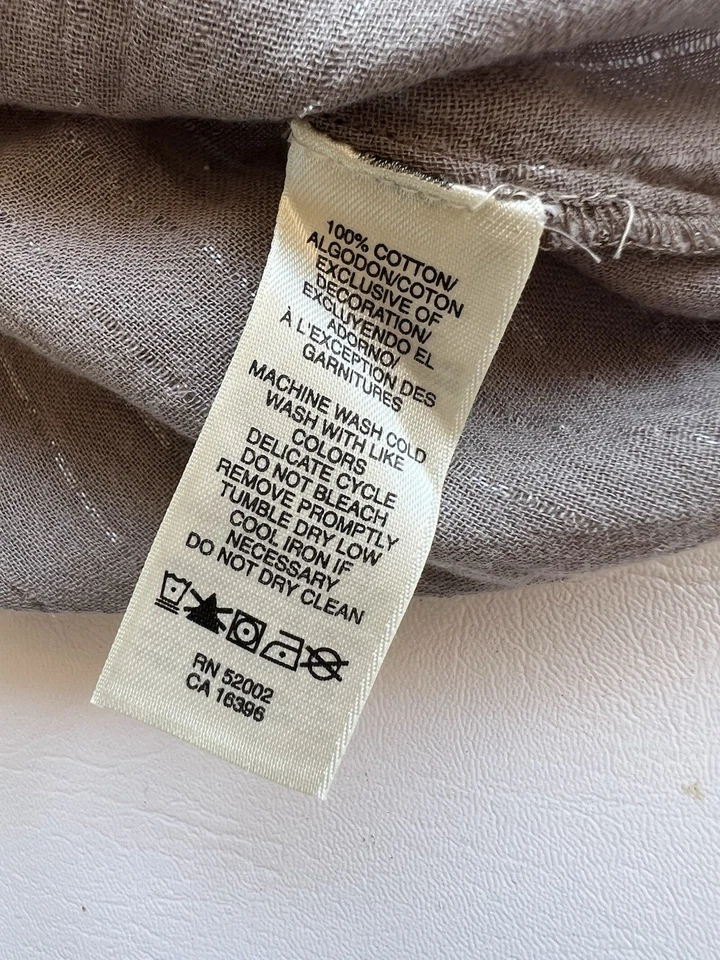 100% COTTON/
ALGODON/COTON
EXCLUSIVE OF
DECORATION/
EXCLUYENDO EL
ADORNO/
À L'EXCEPTION DES
GARNITURES
MACHINE WASH COLD
WASH WITH LIKE
COLORS
DELICATE CYCLE
DO NOT BLEACH
REMOVE PROMPTLY
TUMBLE DRY LOW
COOL IRON IF
NECESSARY
DO NOT DRY CLEAN
RN 52002
CA 16396